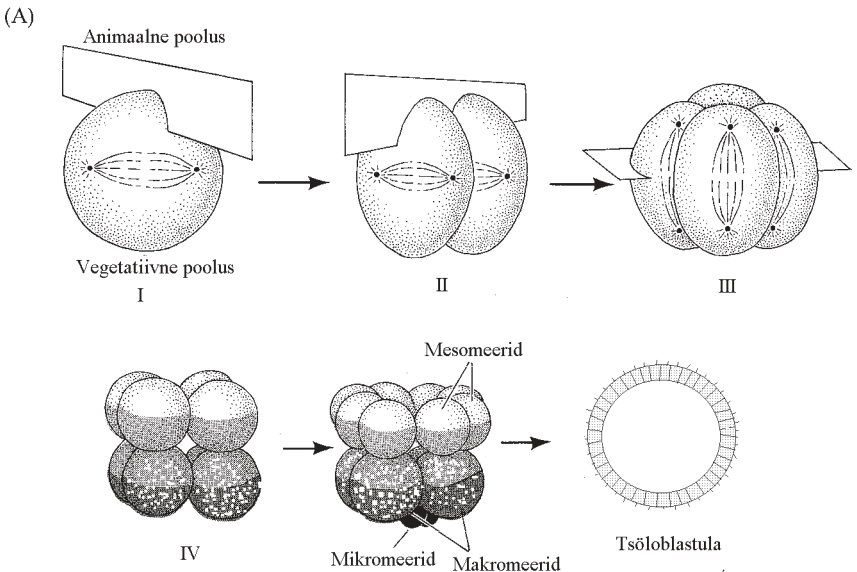 (A)
Animaalne poolus
Vegetatiivne poolus
I
II
III
Mesomeerid
IV
Mikromeerid
Makromeerid
Tsöloblastula